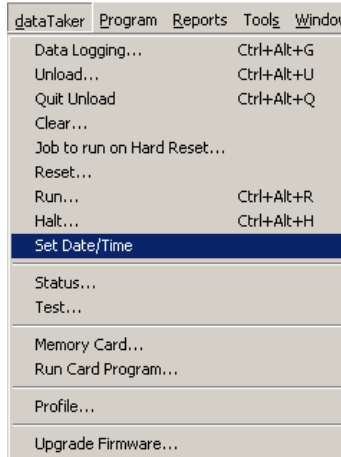 dataTaker Program Reports Tools
Data Logging... Ctrl+Alt+G
Unload... Ctrl+Alt+U
Quit Unload Ctrl+Alt+Q
Clear...
Job to run on Hard Reset...
Reset...
Run... Ctrl+Alt+R
Halt... Ctrl+Alt+H
Set Date/Time
Status...
Test...
Memory Card...
Run Card Program...
Profile...
Upgrade Firmware...